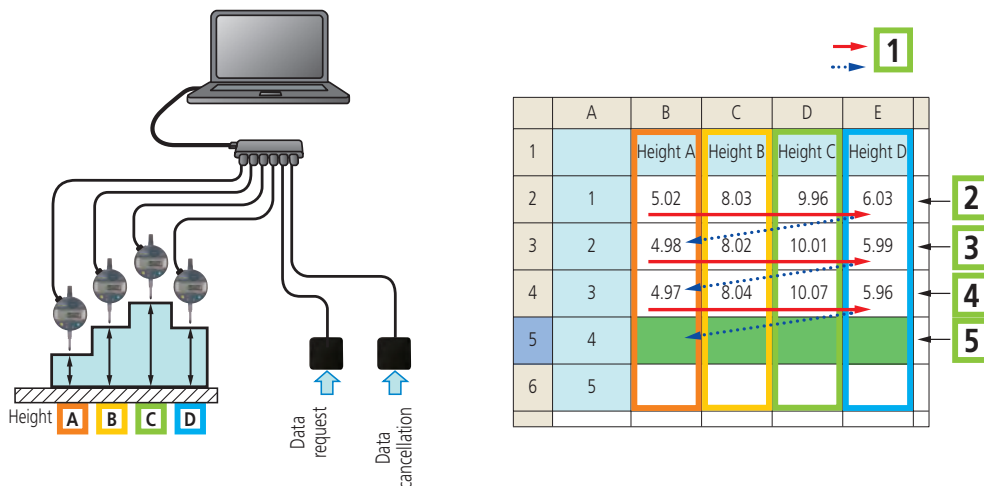 1
A B C D E
1 Height A Height B Height C Height D
2 1 5.02 8.03 9.96 6.03 2
3 2 4.98 8.02 10.01 5.99 3
4 3 4.97 8.04 10.07 5.96 4
5 4 5
6 5
Height A B C D
Data
request
Data
cancellation